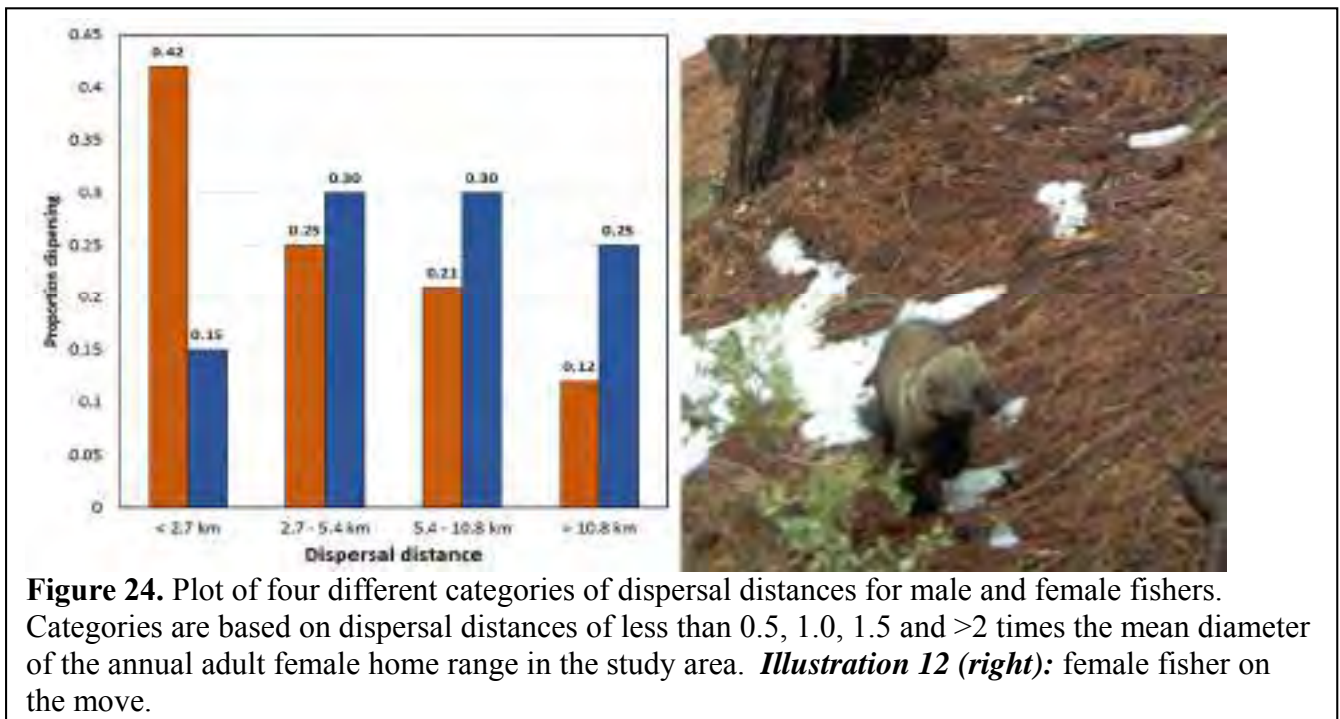 0.45
0.4
0.35
0.3
0.25
0.2
0.15
0.1
0.05
0
Proportion dispersing
0.42
0.15
0.25
0.30
0.21
0.30
0.12
0.25
< 2.7 km
2.7 - 5.4 km
5.4 - 10.8 km
> 10.8 km
Dispersal distance
Figure 24. Plot of four different categories of dispersal distances for male and female fishers.
Categories are based on dispersal distances of less than 0.5, 1.0, 1.5 and >2 times the mean diameter
of the annual adult female home range in the study area. Illustration 12 (right): female fisher on
the move.